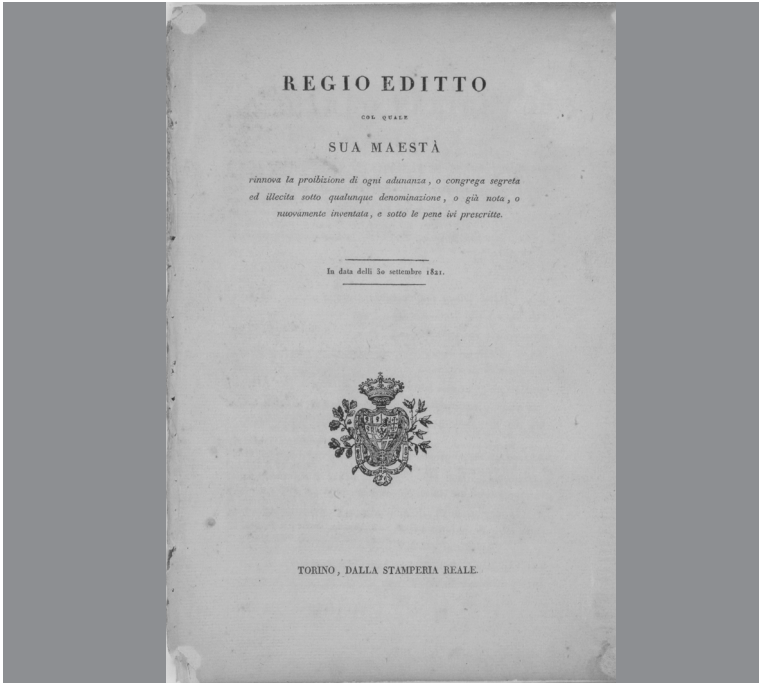 REGIO EDITTO
COL QUALE
SUA MAESTÀ
rinnova la proibizione di ogni adunanza, o congrega segreta
ed illecita sotto qualunque denominazione, o già nota, o
nuovamente inventata, e sotto le pene ivi prescritte.
In data delli 30 settembre 1821.
TORINO, DALLA STAMPERIA REALE.